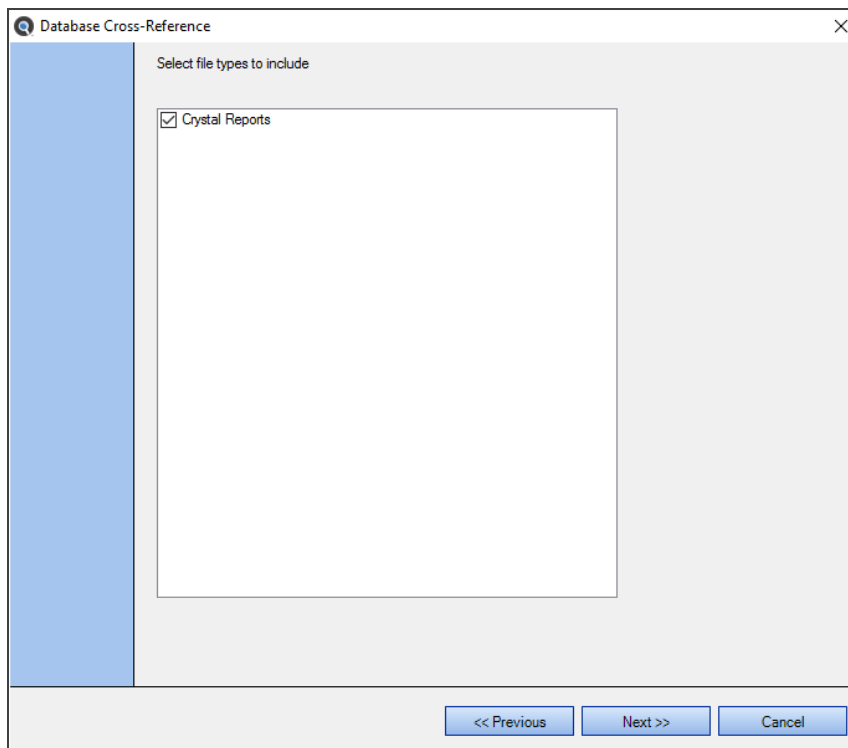 Database Cross-Reference
Select file types to include
Crystal Reports
<< Previous
Next >>
Cancel